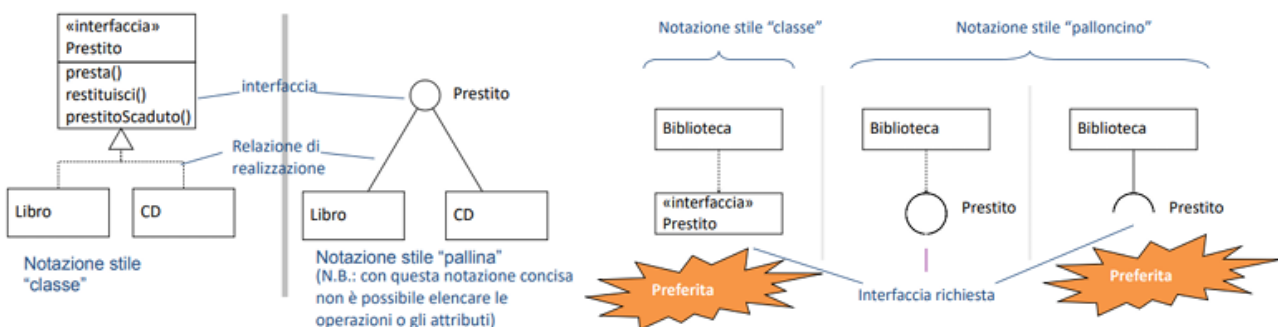 «interfaccia»
Prestito
presta()
restituisci()
prestitoScaduto()
Libro
CD
Notazione stile
“classe”
interfaccia
Relazione di
realizzazione
Prestito
Libro
CD
Notazione stile “pallina”
(N.B.: con questa notazione concisa
non è possibile elencare le
operazioni o gli attributi)
Notazione stile “classe”
Notazione stile “palloncino”
Biblioteca
«interfaccia»
Prestito
Preferita
Biblioteca
Prestito
Interfaccia richiesta
Biblioteca
Prestito
Preferita